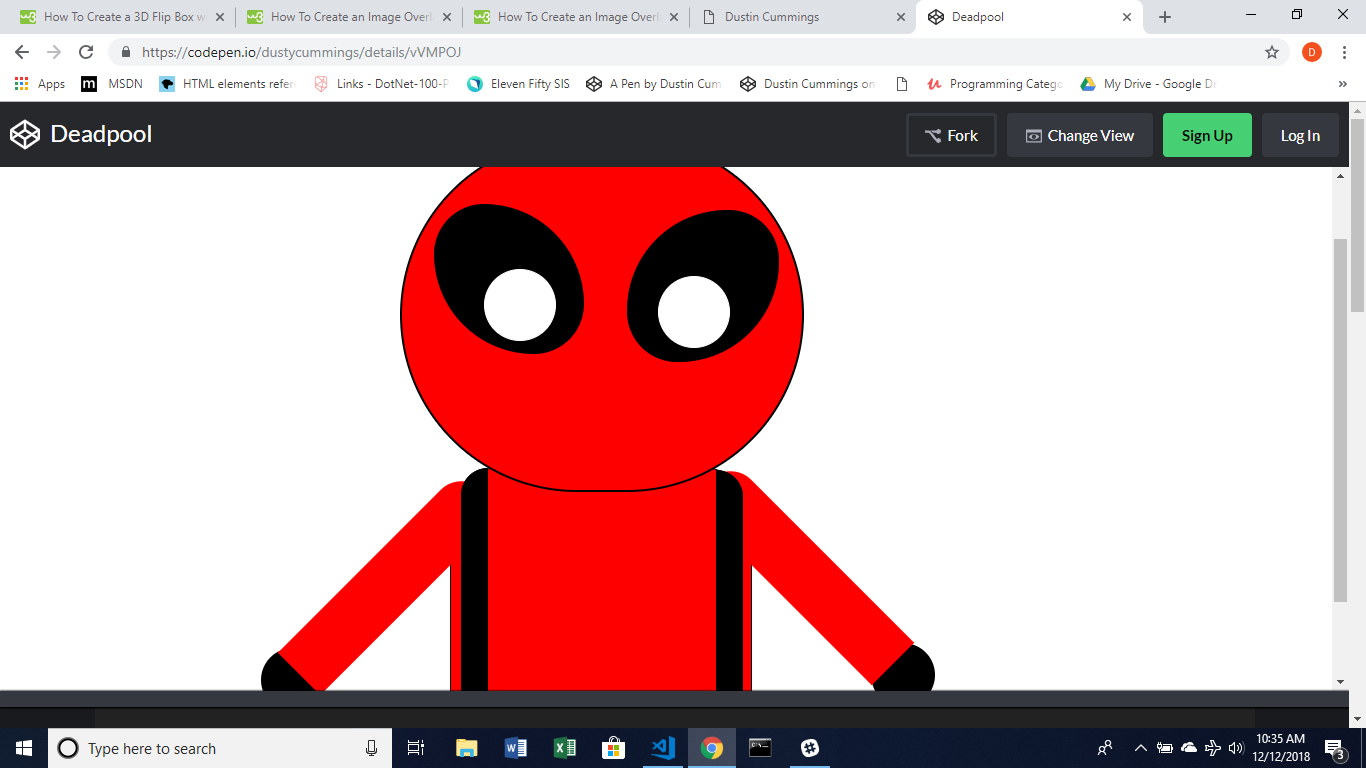 How To Create a 3D Flip Box w
How To Create an Image Overl
How To Create an Image Overl
Dustin Cummings
Deadpool
https://codepen.io/dustycummings/details/vVMPOJ
D
Apps
m
MSDN
HTML elements refer
Links - DotNet-100-P
Eleven Fifty SIS
A Pen by Dustin Cum
Dustin Cummings on
Programming Catego
My Drive - Google Dr
Deadpool
Fork
Change View
Sign Up
Log In
Type here to search
10:35 AM
12/12/2018
3